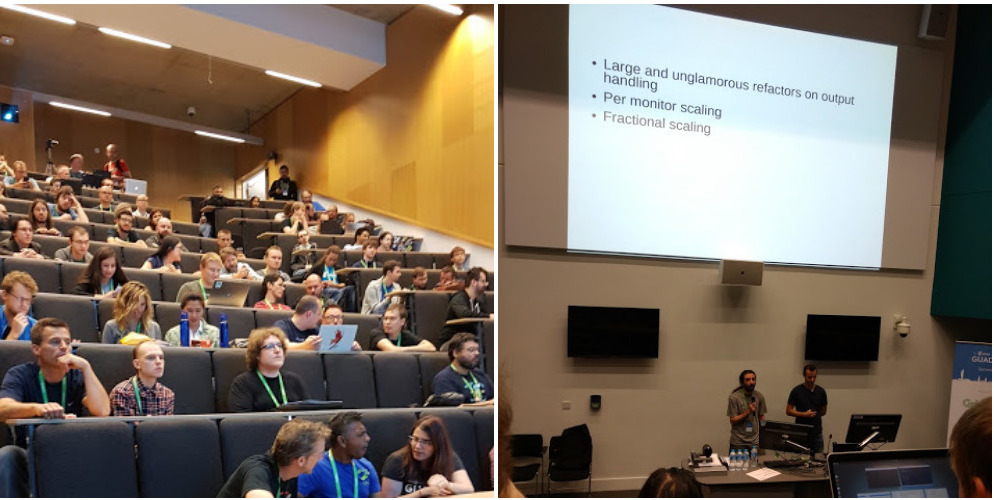 • Large and unglamorous refactors on output
handling
• Per monitor scaling
• Fractional scaling